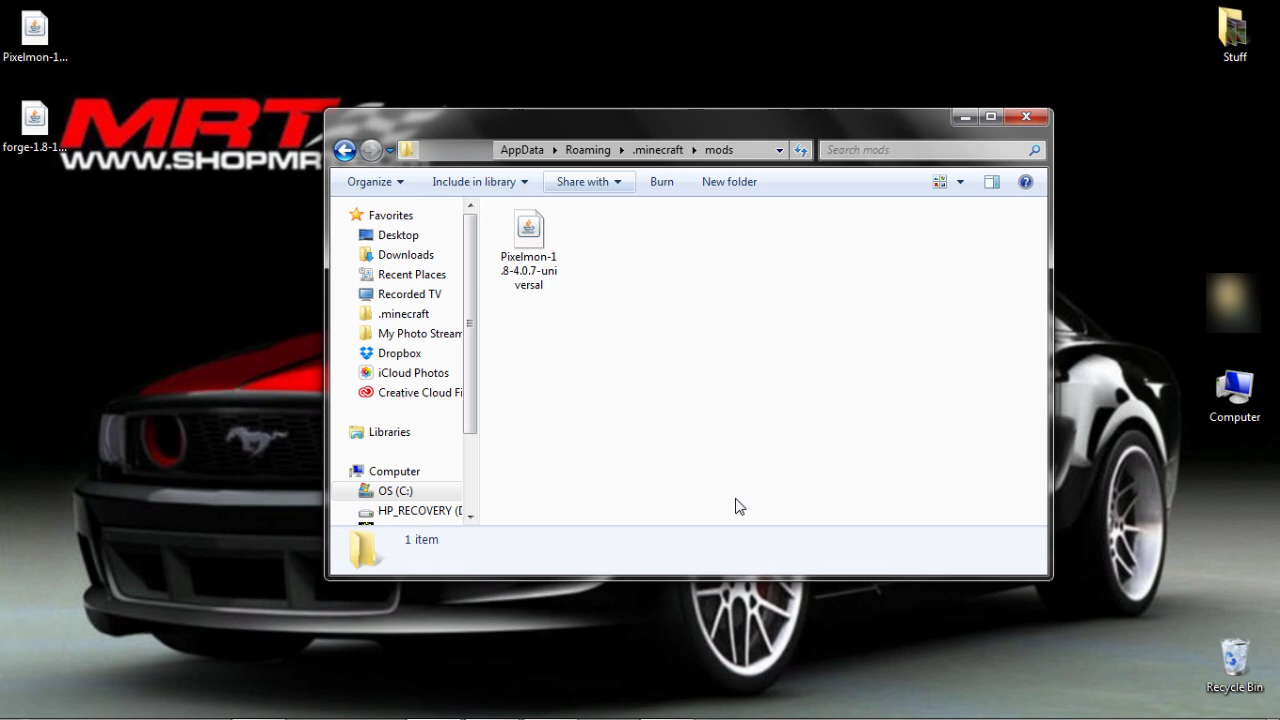 Pixelmon-1...
forge-1.8-1...
Stuff
MRT
WWW.SHOPMR
AppData
Roaming
.minecraft
mods
Search mods
Organize
Include in library
Share with
Burn
New folder
Favorites
Desktop
Downloads
Recent Places
Recorded TV
.minecraft
My Photo Stream
Dropbox
iCloud Photos
Creative Cloud Fi
Libraries
Computer
OS (C:)
HP_RECOVERY (D
Pixelmon-1
.8-4.0.7-uni
versal
1 item
Computer
Recycle Bin